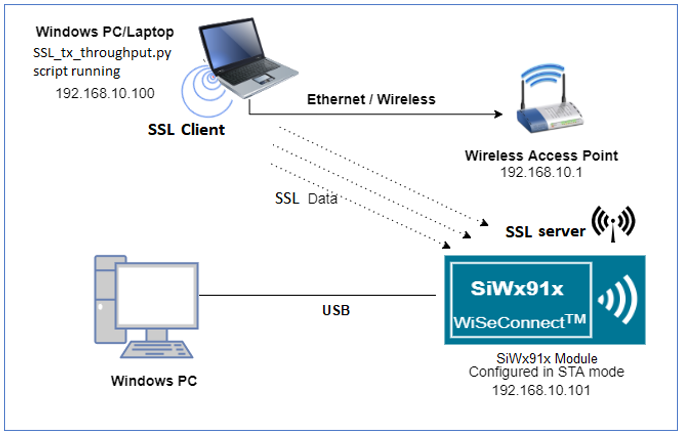 Windows PC/Laptop
SSL_tx_throughput.py
script running
192.168.10.100
SSL Client
Ethernet / Wireless
Wireless Access Point
192.168.10.1
SSL Data
SSL server
SiWx91x
WiSeConnect™
USB
Windows PC
SiWx91x Module
Configured in STA mode
192.168.10.101